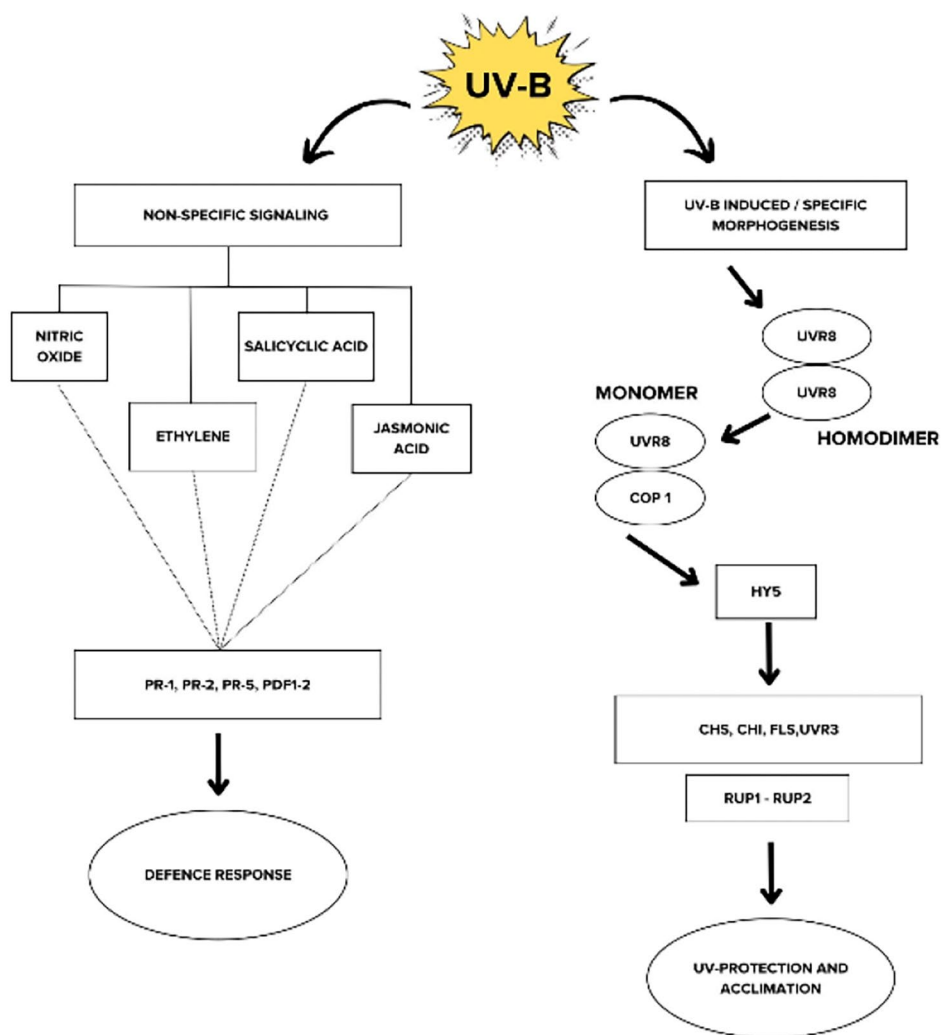 UV-B
NON-SPECIFIC SIGNALING
NITRIC
OXIDE
SALICYCLIC ACID
ETHYLENE
JASMONIC
ACID
PR-1, PR-2, PR-5, PDF1-2
DEFENCE RESPONSE
UV-B INDUCED / SPECIFIC
MORPHOGENESIS
UVR8
UVR8
HOMODIMER
MONOMER
UVR8
COP 1
HY5
CHS, CHI, FLS,UVR3
RUP1 - RUP2
UV-PROTECTION AND
ACCLIMATION